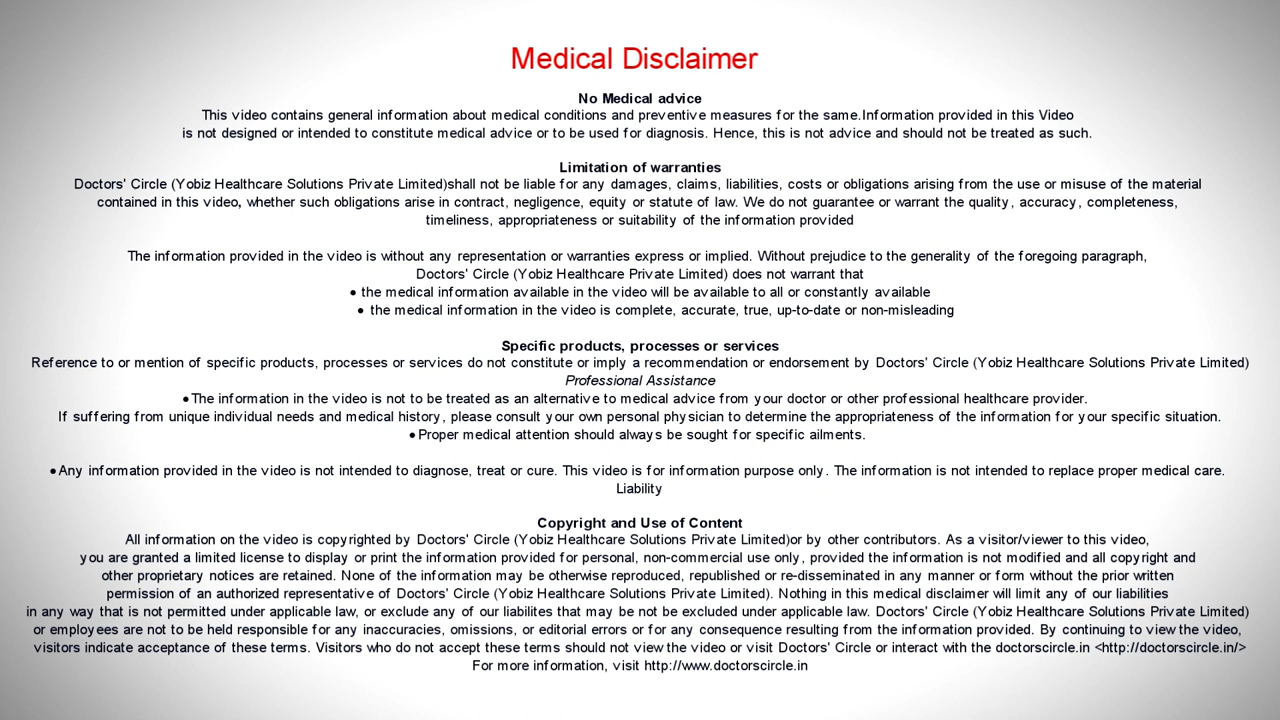 Medical Disclaimer
No Medical advice
This video contains general information about medical conditions and preventive measures for the same.Information provided in this Video
is not designed or intended to constitute medical advice or to be used for diagnosis. Hence, this is not advice and should not be treated as such.
Limitation of warranties
Doctors' Circle (Yobiz Healthcare Solutions Private Limited)shall not be liable for any damages, claims, liabilities, costs or obligations arising from the use or misuse of the material
contained in this video, whether such obligations arise in contract, negligence, equity or statute of law. We do not guarantee or warrant the quality, accuracy, completeness,
timeliness, appropriateness or suitability of the information provided
The information provided in the video is without any representation or warranties express or implied. Without prejudice to the generality of the foregoing paragraph,
Doctors' Circle (Yobiz Healthcare Private Limited) does not warrant that
• the medical information available in the video will be available to all or constantly available
• the medical information in the video is complete, accurate, true, up-to-date or non-misleading
Specific products, processes or services
Reference to or mention of specific products, processes or services do not constitute or imply a recommendation or endorsement by Doctors' Circle (Yobiz Healthcare Solutions Private Limited)
Professional Assistance
•The information in the video is not to be treated as an alternative to medical advice from your doctor or other professional healthcare provider.
If suffering from unique individual needs and medical history, please consult your own personal physician to determine the appropriateness of the information for your specific situation.
•Proper medical attention should always be sought for specific ailments.
•Any information provided in the video is not intended to diagnose, treat or cure. This video is for information purpose only. The information is not intended to replace proper medical care.
Liability
Copyright and Use of Content
All information on the video is copyrighted by Doctors' Circle (Yobiz Healthcare Solutions Private Limited)or by other contributors. As a visitor/viewer to this video,
you are granted a limited license to display or print the information provided for personal, non-commercial use only, provided the information is not modified and all copyright and
other proprietary notices are retained. None of the information may be otherwise reproduced, republished or re-disseminated in any manner or form without the prior written
permission of an authorized representative of Doctors' Circle (Yobiz Healthcare Solutions Private Limited). Nothing in this medical disclaimer will limit any of our liabilities
in any way that is not permitted under applicable law, or exclude any of our liabilites that may be not be excluded under applicable law. Doctors' Circle (Yobiz Healthcare Solutions Private Limited)
or employees are not to be held responsible for any inaccuracies, omissions, or editorial errors or for any consequence resulting from the information provided. By continuing to view the video,
visitors indicate acceptance of these terms. Visitors who do not accept these terms should not view the video or visit Doctors' Circle or interact with the doctorscircle.in <http://doctorscircle.in/>
For more information, visit http://www.doctorscircle.in